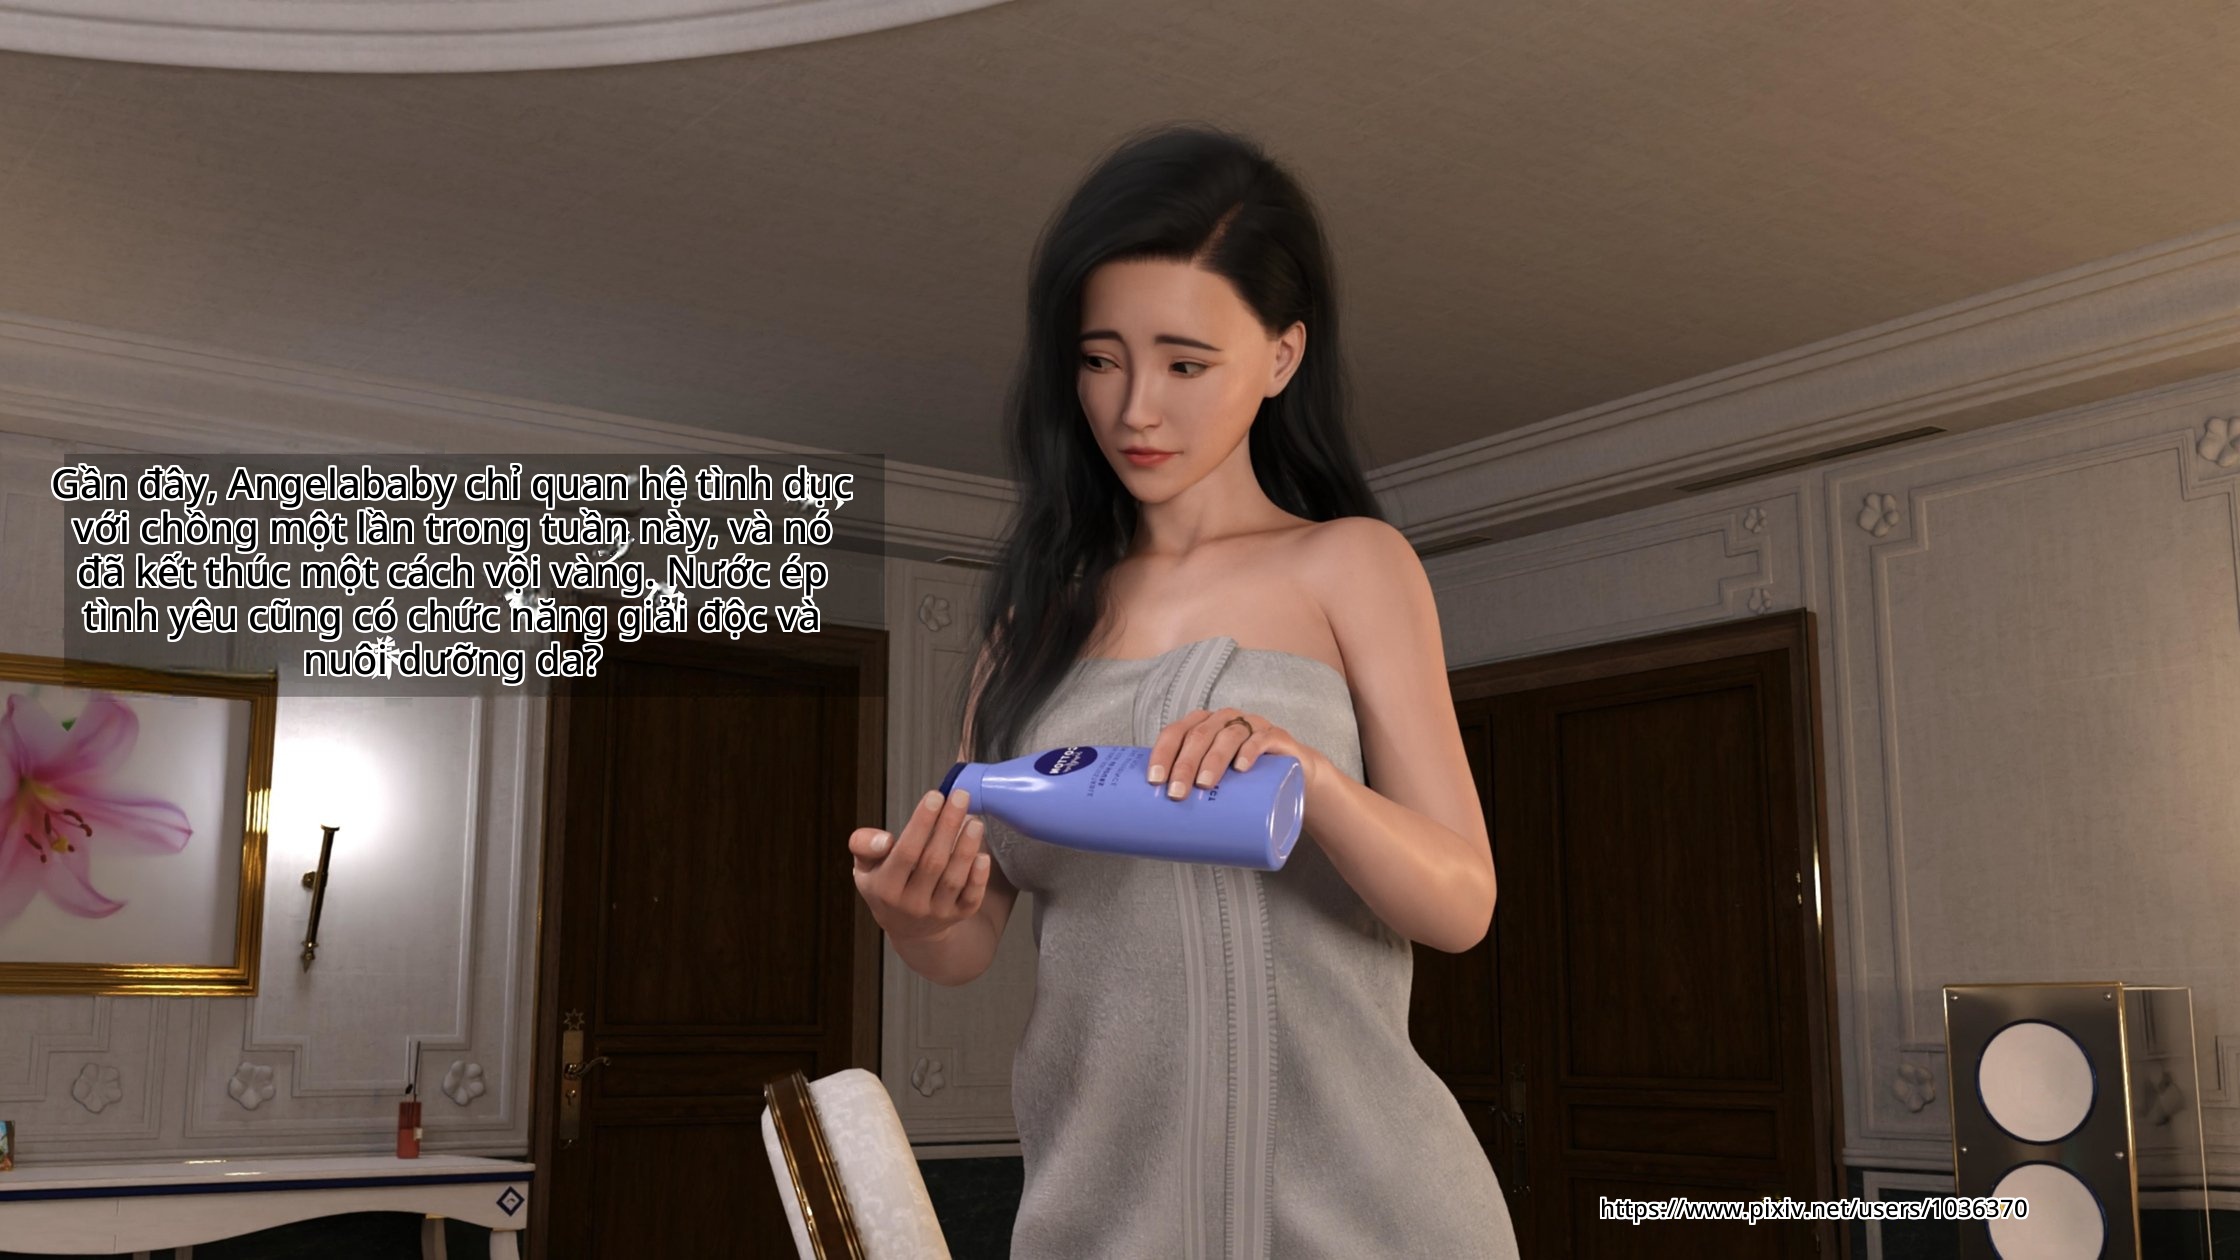 Gần đây, Angelababy chỉ quan hệ tình dục
với chồng một lần trong tuần này, và nó
đã kết thúc một cách vội vàng. Nước ép
tình yêu cũng có chức năng giải độc và
nuôi dưỡng da?
https://www.pixiv.net/users/1036370